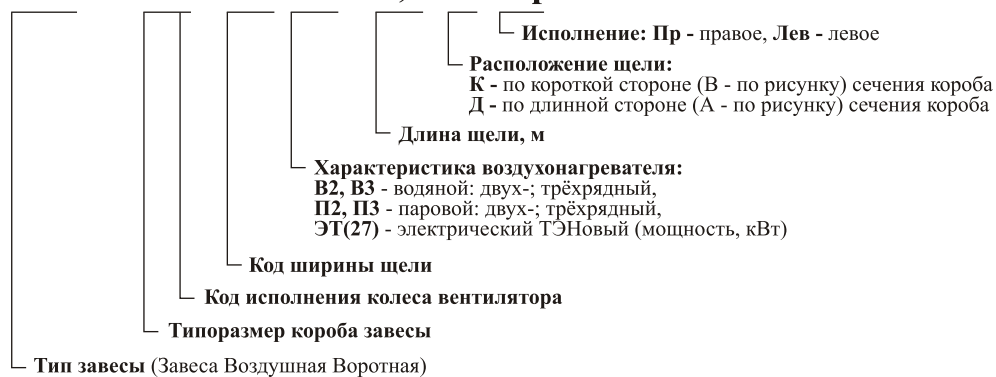 Исполнение: Пр - правое, Лев - левое
Расположение щели:
К - по короткой стороне (В - по рисунку) сечения короба
Д - по длинной стороне (А - по рисунку) сечения короба
Длина щели, м
Характеристика воздухонагревателя:
В2, В3 - водяной: двух-; трёхрядный,
П2, П3 - паровой: двух-; трёхрядный,
ЭТ(27) - электрический ТЭНовый (мощность, кВт)
Код ширины щели
Код исполнения колеса вентилятора
Типоразмер короба завесы
Тип завесы (Завеса Воздушная Воротная)